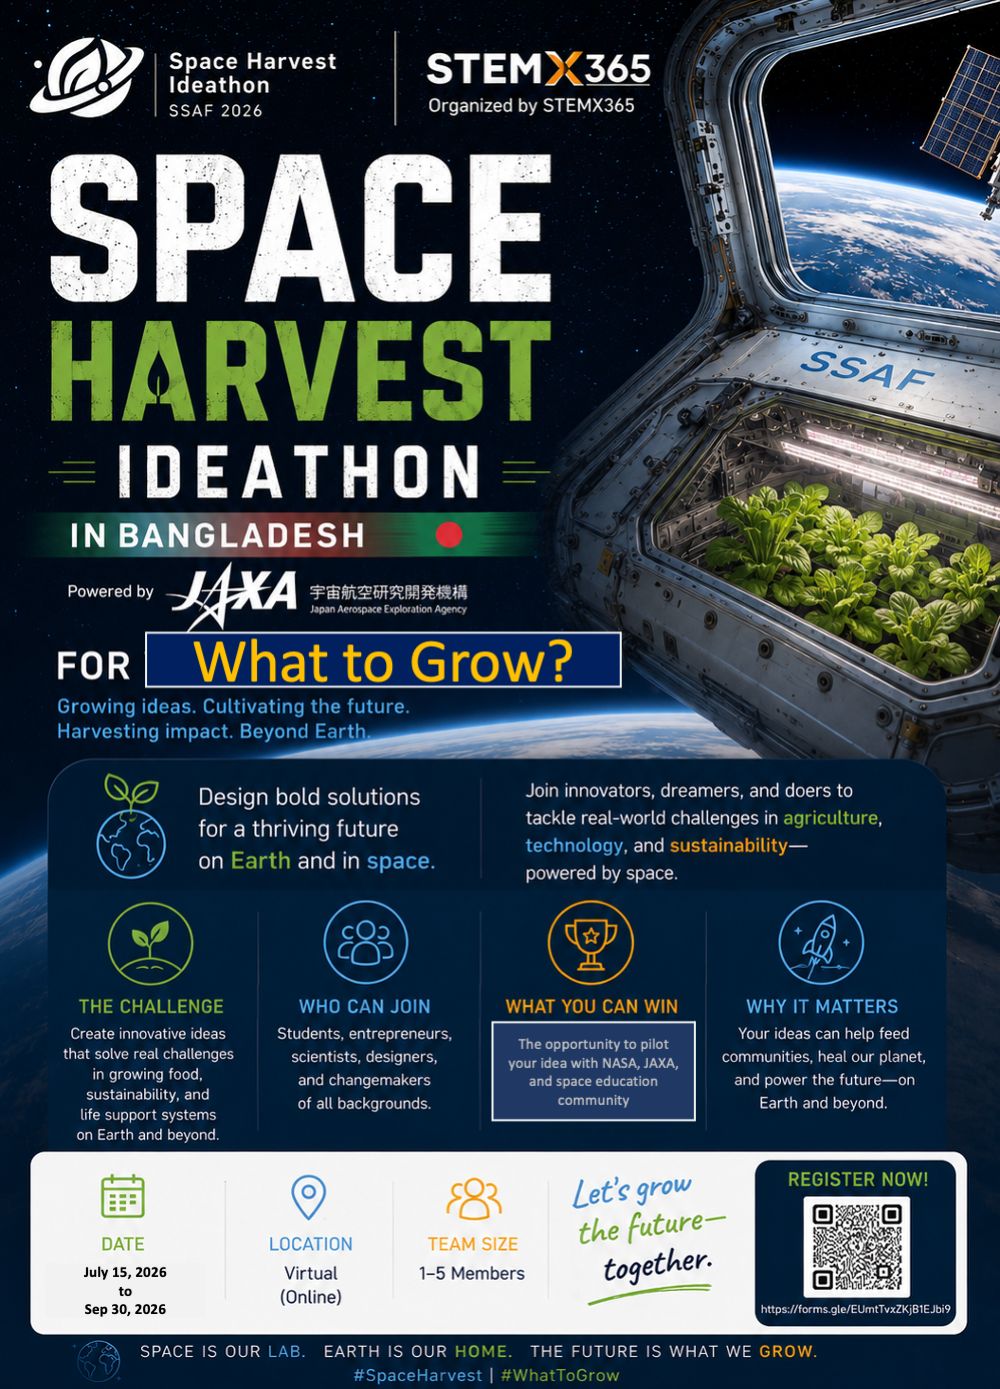 Space Harvest
Ideathon
SSAF 2026
STEMX365
Organized by STEMX365
SPACE
HARVEST
IDEATHON
IN BANGLADESH
Powered by
JAXA
宇宙航空研究開発機構
Japan Aerospace Exploration Agency
SSAF
FOR What to Grow?
Growing ideas. Cultivating the future.
Harvesting impact. Beyond Earth.
Design bold solutions
for a thriving future
on Earth and in space.
Join innovators, dreamers, and doers to
tackle real-world challenges in agriculture,
technology, and sustainability—
powered by space.
THE CHALLENGE
Create innovative ideas
that solve real challenges
in growing food,
sustainability, and
life support systems
on Earth and beyond.
WHO CAN JOIN
Students, entrepreneurs,
scientists, designers,
and changemakers
of all backgrounds.
WHAT YOU CAN WIN
The opportunity to pilot
your idea with NASA, JAXA,
and space education
community
WHY IT MATTERS
Your ideas can help feed
communities, heal our planet,
and power the future—on
Earth and beyond.
DATE
July 15, 2026
to
Sep 30, 2026
LOCATION
Virtual
(Online)
TEAM SIZE
1–5 Members
Let's grow
the future—
together.
REGISTER NOW!
https://forms.gle/EUmtTvxZKjB1EJbi9
SPACE IS OUR LAB. EARTH IS OUR HOME. THE FUTURE IS WHAT WE GROW.
#SpaceHarvest | #WhatToGrow